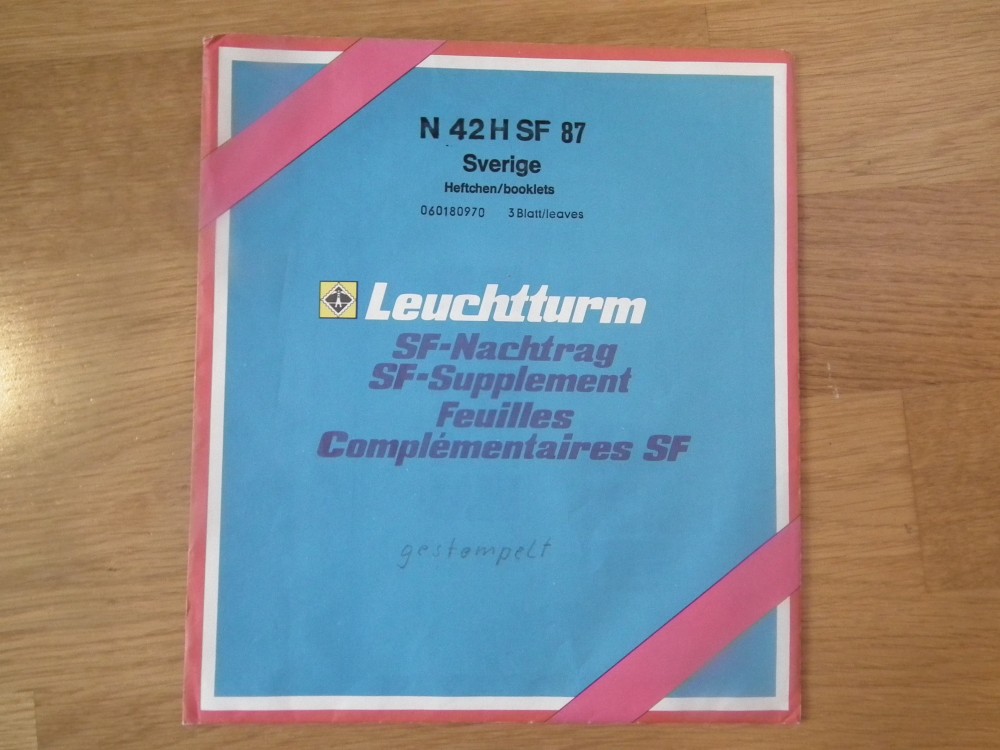 N 42 H SF 87
Sverige
Heftchen/booklets
060180970 3 Blatt/leaves
Leuchtturm
SF-Nachtrag
SF-Supplement
Feuilles
Complémentaires SF
gestempelt